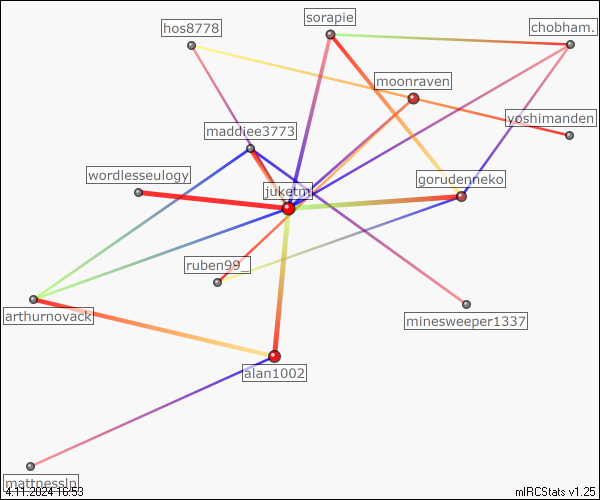 sorapie
hos8778
chobham.
moonraven
yoshimanden
maddiee3773
wordlesseulogy
gorudenneko
juketm
ruben99_
arthurnovack
minesweeper1337
alan1002
mattnesslp
4.11.2024 16:53
mIRCStats v1.25